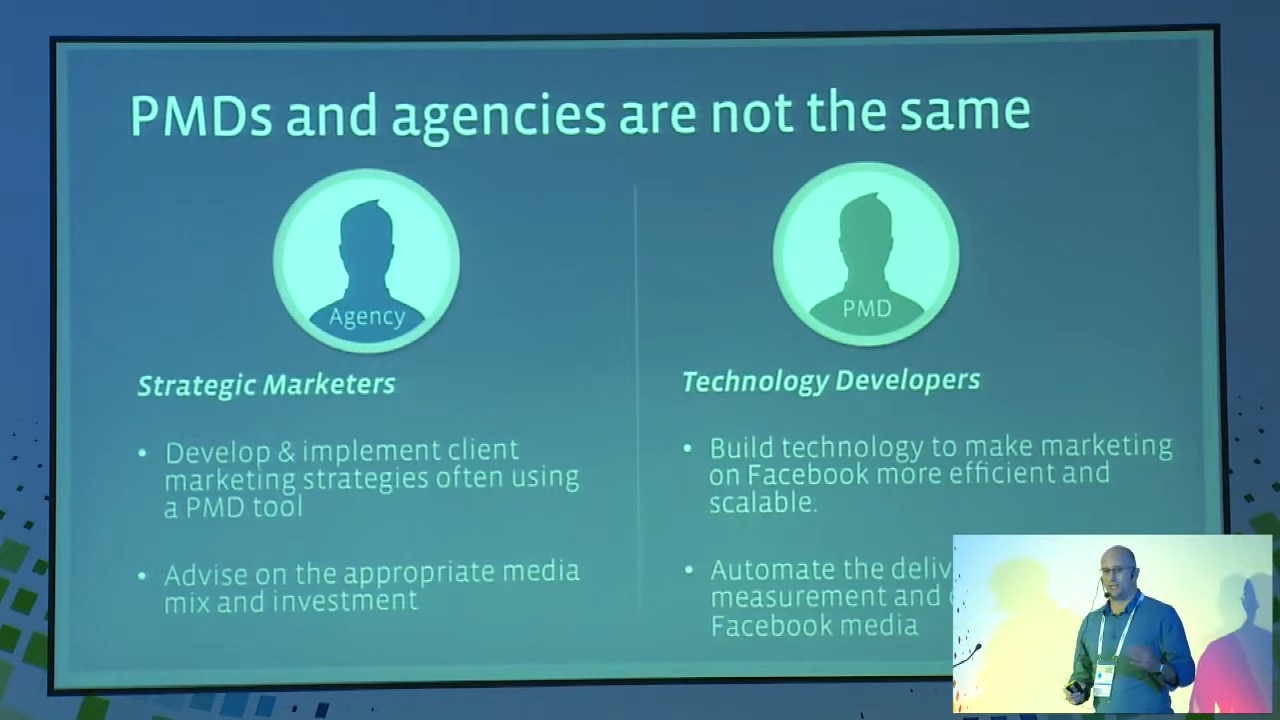 PMDs and agencies are not the same
Agency
Strategic Marketers
• Develop & implement client
marketing strategies often using
a PMD tool
• Advise on the appropriate media
mix and investment
PMD
Technology Developers
• Build technology to make marketing
on Facebook more efficient and
scalable.
• Automate the
measurement and
Facebook media